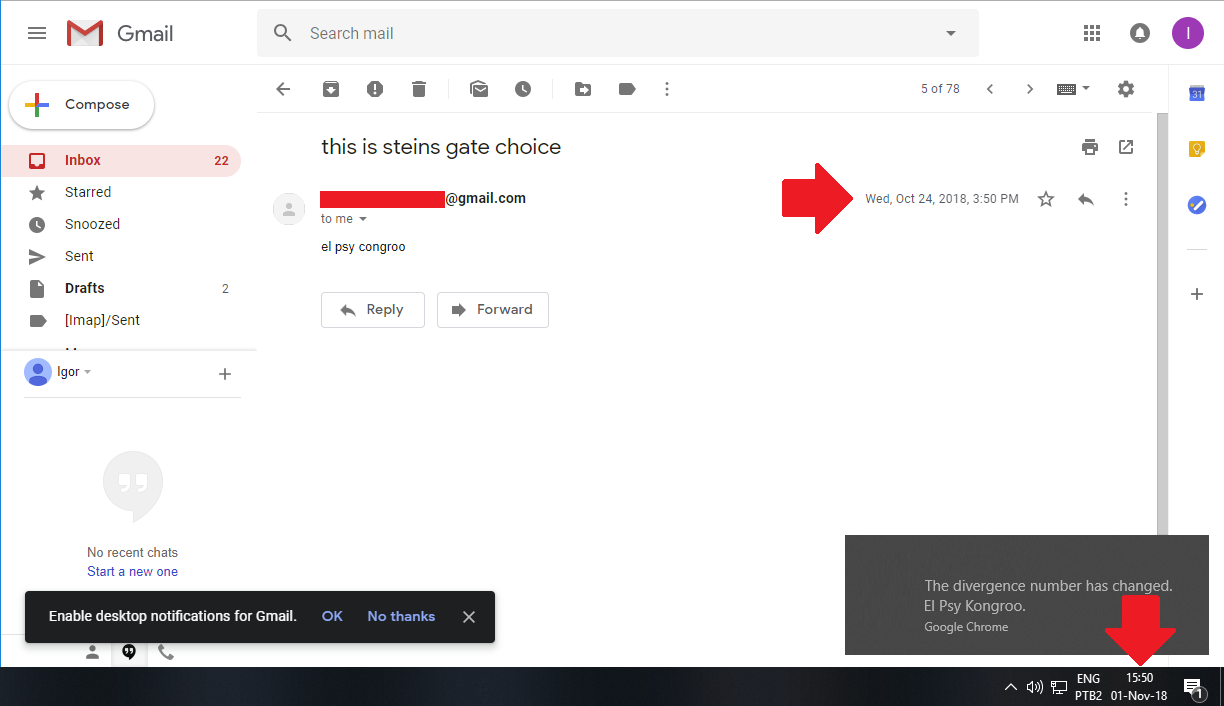 Gmail
Search mail
I
Compose
5 of 78
31
this is steins gate choice
Inbox 22
Starred
Snoozed
Sent
Drafts 2
[Imap]/Sent
@gmail.com
Wed, Oct 24, 2018, 3:50 PM
to me
el psy congroo
Reply
Forward
Igor
No recent chats
Start a new one
Enable desktop notifications for Gmail. OK No thanks
The divergence number has changed.
El Psy Kongroo.
Google Chrome
ENG
PTB2
15:50
01-Nov-18
1